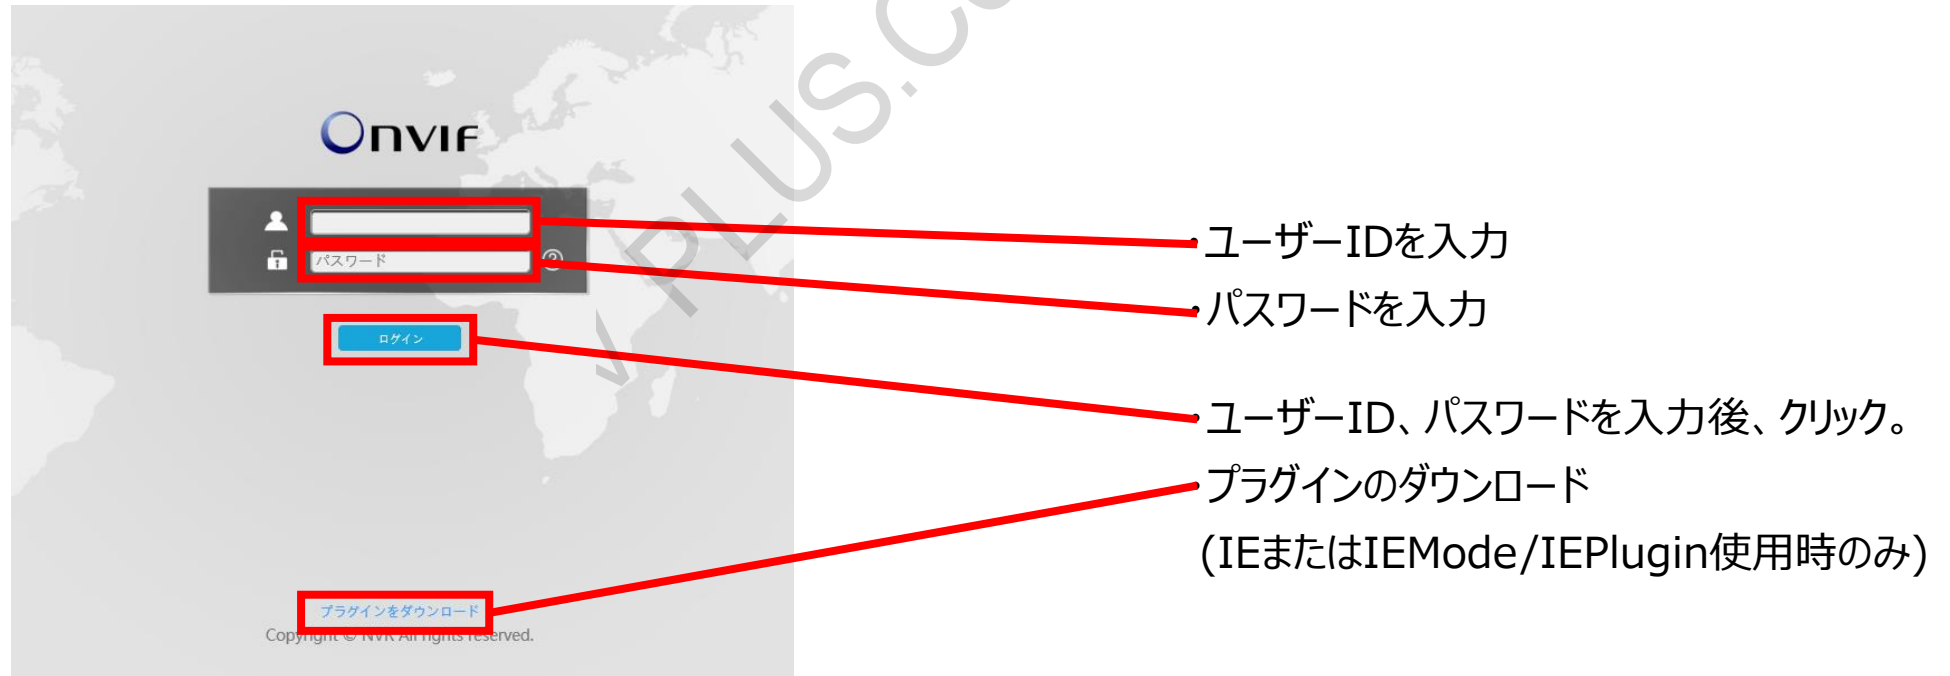 PLUS.Co
Onvif
パスワード
ログイン
プラグインをダウンロード
Copyright © NVR All rights reserved.
・ユーザーIDを入力
・パスワードを入力
・ユーザーID、パスワードを入力後、クリック。
・プラグインのダウンロード
(IEまたはIEMode/IEPlugin使用時のみ)